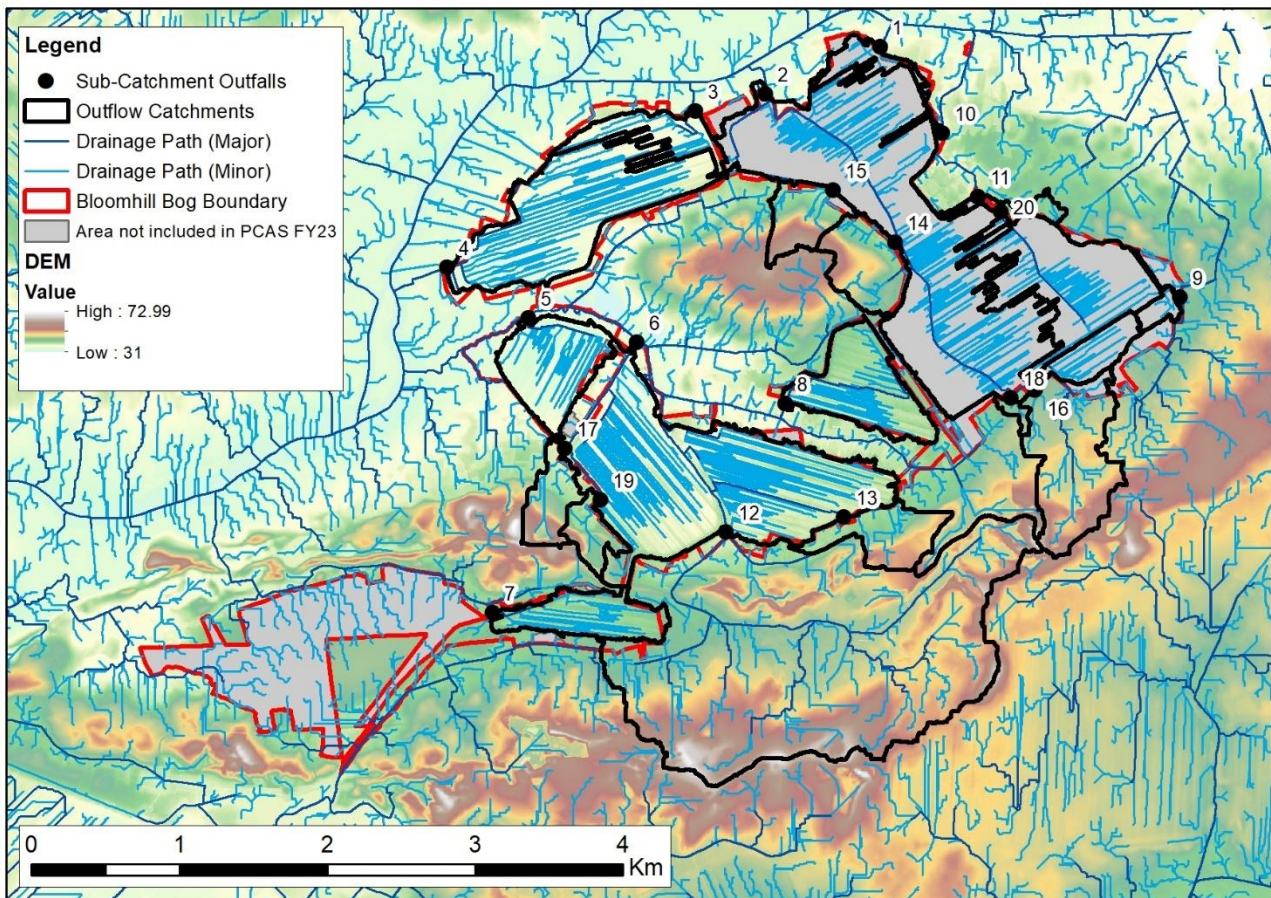 Legend
Sub-Catchment Outfalls
Outflow Catchments
Drainage Path (Major)
Drainage Path (Minor)
Bloomhill Bog Boundary
Area not included in PCAS FY23
DEM
Value
High : 72.99
Low : 31
1
2
3
10
15
11
20
14
4
9
5
6
8
18
16
17
19
13
12
7
0 1 2 3 4
Km